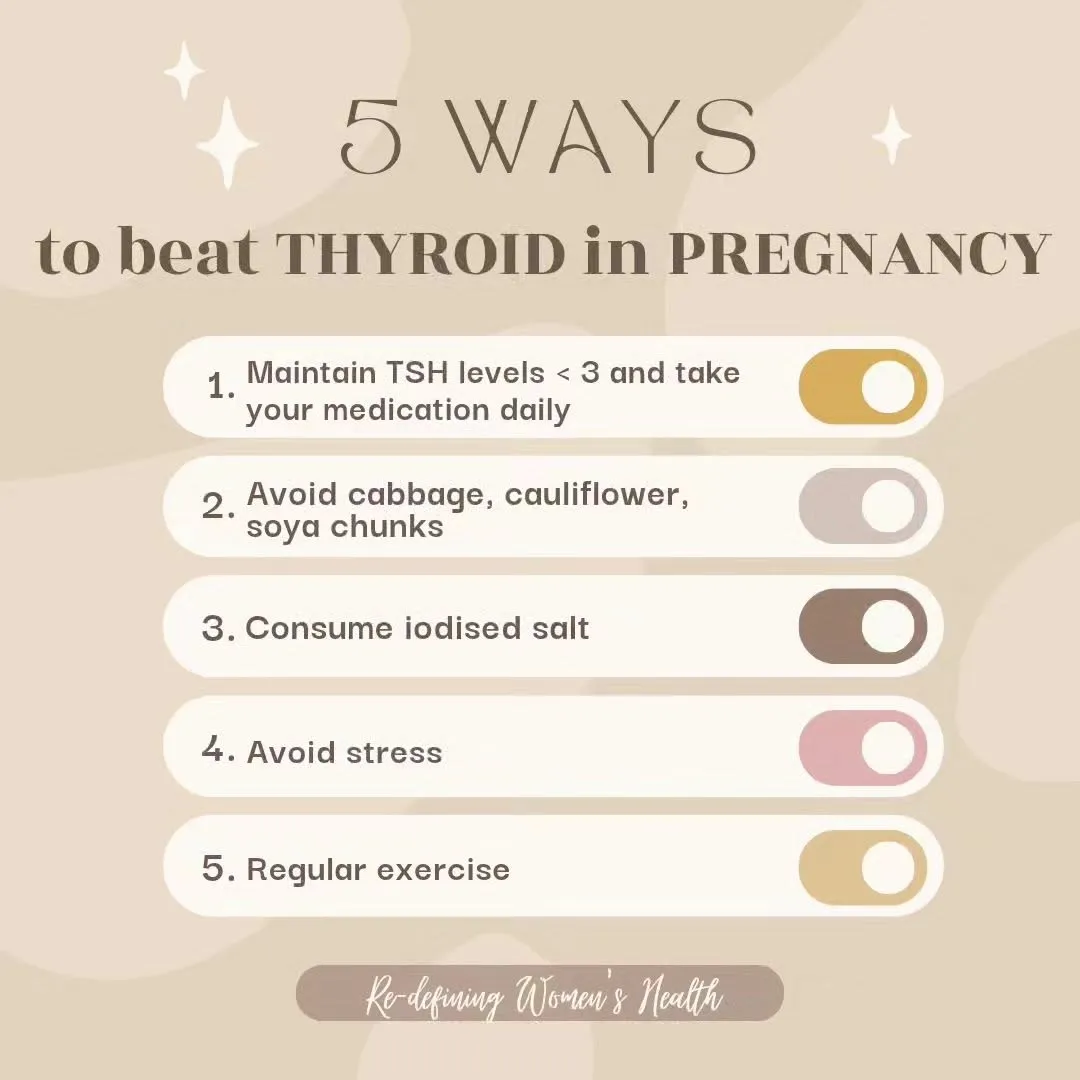 5 WAYS
to beat THYROID in PREGNANCY
1. Maintain TSH levels < 3 and take
your medication daily
2. Avoid cabbage, cauliflower,
soya chunks
3. Consume iodised salt
4. Avoid stress
5. Regular exercise
Re-defining Women's Health